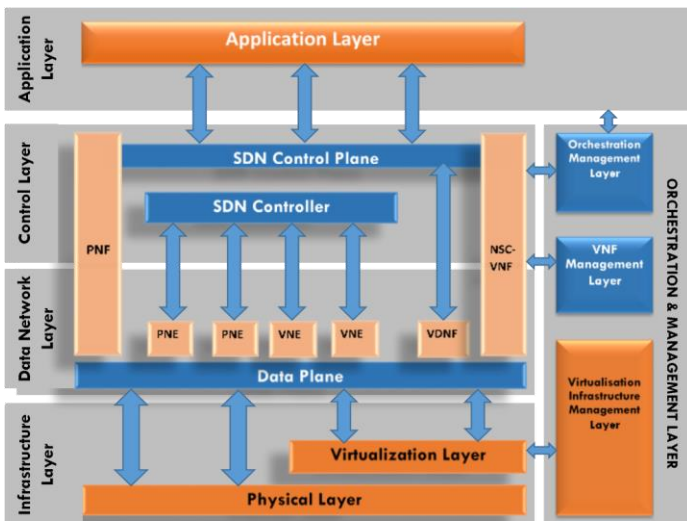 Application
Layer
Application Layer
Control Layer
SDN Control Plane
SDN Controller
PNF
NSC-
VNF
Orchestration
Management
Layer
VNF
Management
Layer
ORCHESTRATION & MANAGEMENT LAYER
Data Network
Layer
PNE
PNE
VNE
VNE
VDNF
Data Plane
Virtualisation
Infrastructure
Management
Layer
Infrastructure
Layer
Virtualization Layer
Physical Layer